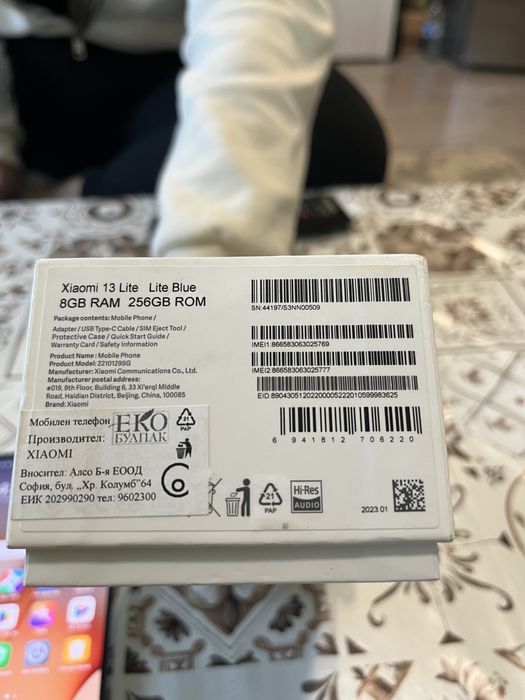 Xiaomi 13 Lite Lite Blue
8GB RAM 256GB ROM
Package contents: Mobile Phone /
Adapter / USB Type-C Cable / SIM Eject Tool /
Protective Case / Quick Start Guide /
Warranty Card / Safety Information
Product Name : Mobile Phone
Product Model: 2210129SG
Manufacturer: Xiaomi Communications Co., Ltd.
Manufacturer postal address:
#019, 9th Floor, Building 6, 33 Xi'erqi Middle
Road, Haidian District, Beijing, China, 100085
Brand: Xiaomi
SN:44197/S3NN00509
IMEI1:866583063025769
IMEI2:866583063025777
EID:89043051202200005222010599983625
6 941812 706220
Мобилен телефон
Производител:
XIAOMI
ЕКО
БУЛПАК
21
PAP
Вносител: Алсо Б-я ЕООД
София, бул. „Хр. Колумб"64
ЕИК 202990290 тел: 9602300
21
PAP
Hi-Res
AUDIO
2023.01